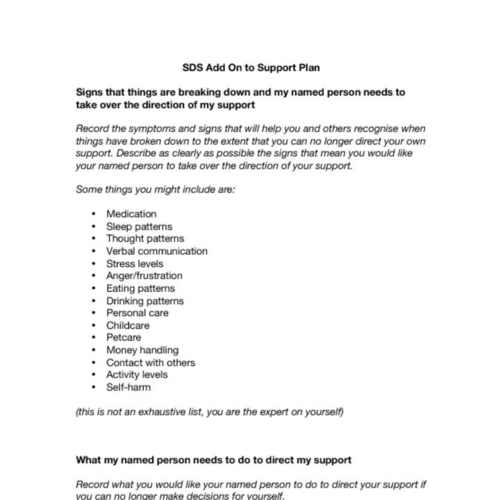 SDS Add On to Support Plan
Signs that things are breaking down and my named person needs to
take over the direction of my support
Record the symptoms and signs that will help you and others recognise when
things have broken down to the extent that you can no longer direct your own
support. Describe as clearly as possible the signs that mean you would like
your named person to take over the direction of your support.
Some things you might include are:
• Medication
• Sleep patterns
• Thought patterns
• Verbal communication
• Stress levels
• Anger/frustration
• Eating patterns
• Drinking patterns
• Personal care
• Childcare
• Petcare
• Money handling
• Contact with others
• Activity levels
• Self-harm
(this is not an exhaustive list, you are the expert on yourself)
What my named person needs to do to direct my support
Record what you would like your named person to do to direct your support if
you can no longer make decisions for yourself.